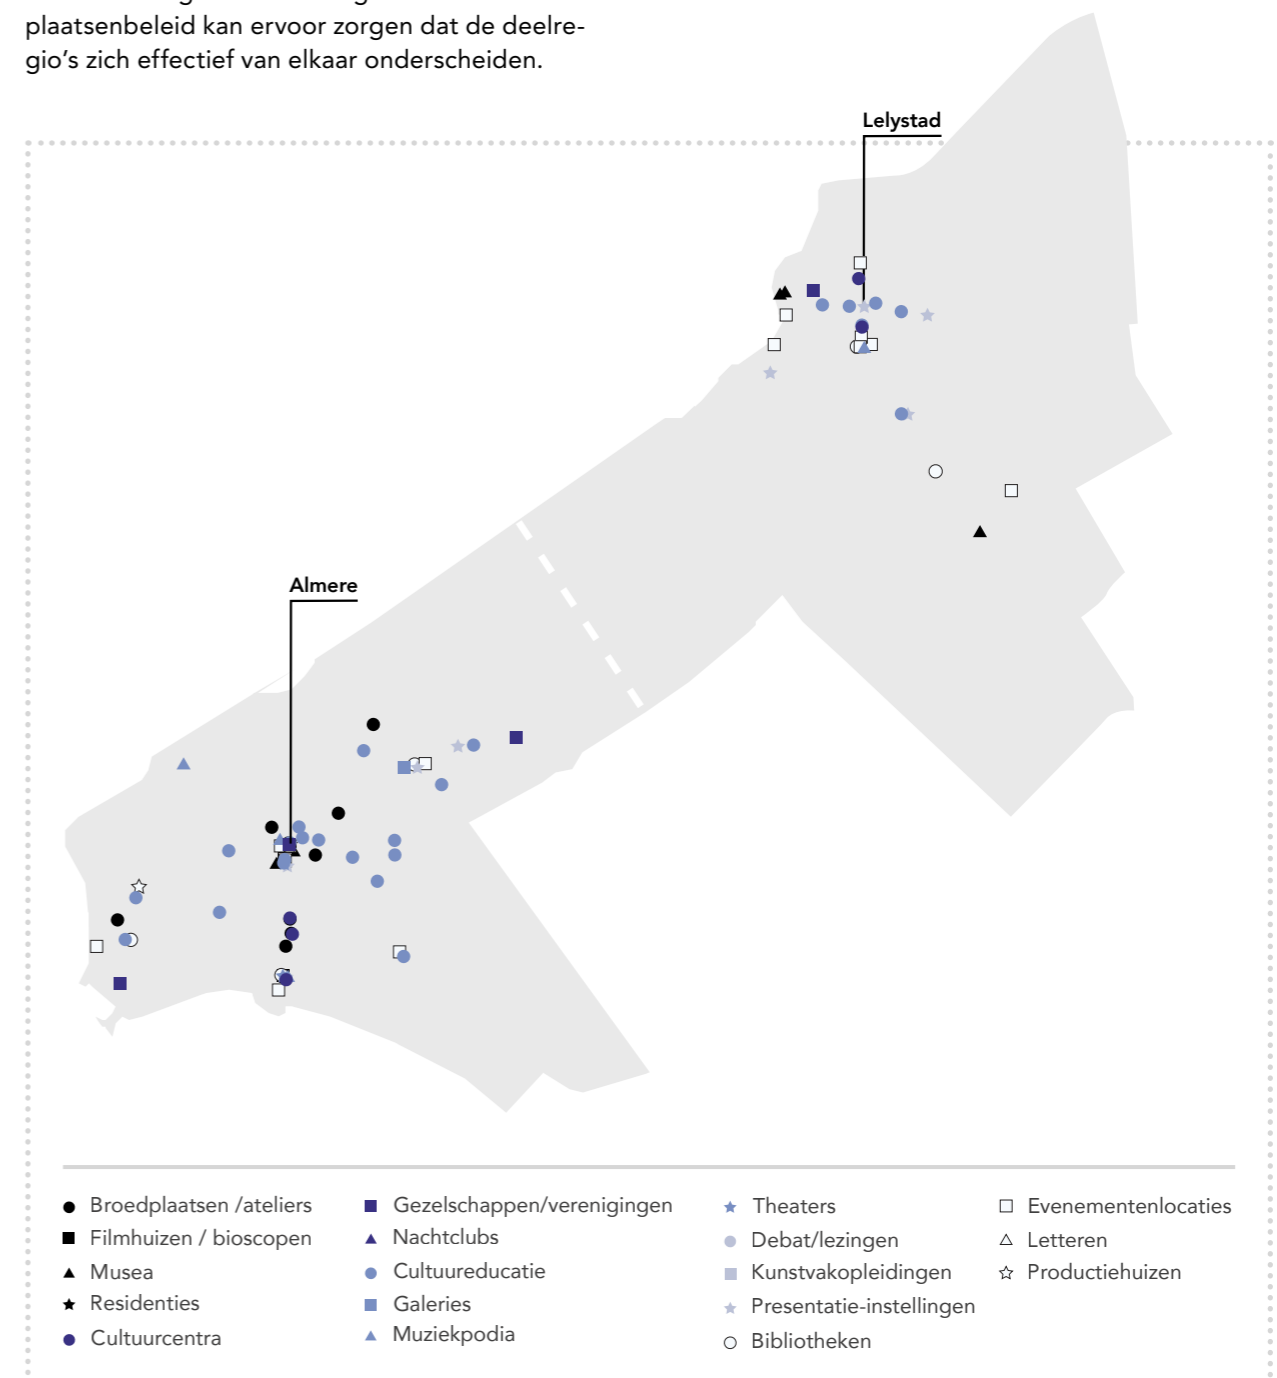 plaatsenbeleid kan ervoor zorgen dat de deelre-
gio's zich effectief van elkaar onderscheiden.
Lelystad
Almere
Broedplaatsen /ateliers
Filmhuizen / bioscopen
Musea
Residenties
Cultuurcentra
Gezelschappen/verenigingen
Nachtclubs
Cultuureducatie
Galeries
Muziekpodia
Theaters
Debat/lezingen
Kunstvakopleidingen
Presentatie-instellingen
Bibliotheken
Evenementenlocaties
Letteren
Productiehuizen